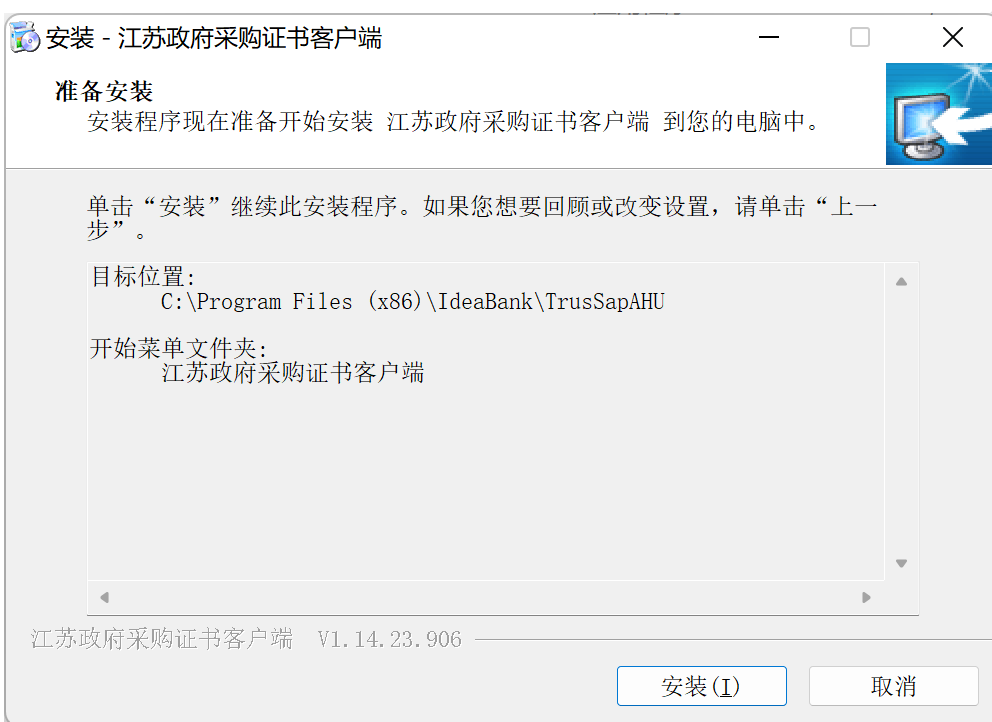 安装 - 江苏政府采购证书客户端
准备安装
安装程序现在准备开始安装 江苏政府采购证书客户端 到您的电脑中。
单击“安装”继续此安装程序。如果您想要回顾或改变设置，请单击“上一
步”。
目标位置:
C:\Program Files (x86)\IdeaBank\TrusSapAHU
开始菜单文件夹:
江苏政府采购证书客户端
江苏政府采购证书客户端 V1.14.23.906
安装(I)
取消